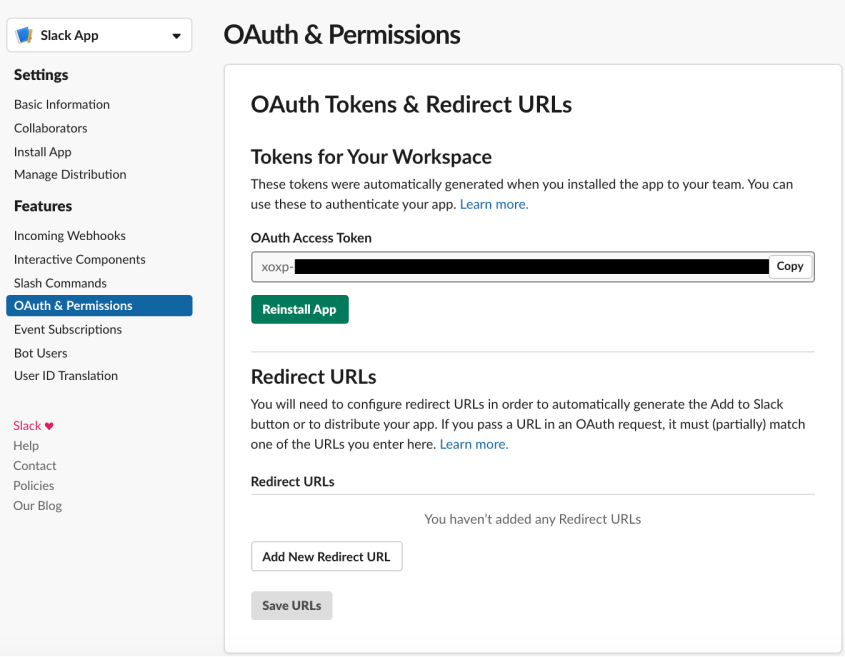 Slack App
Settings
Basic Information
Collaborators
Install App
Manage Distribution
Features
Incoming Webhooks
Interactive Components
Slash Commands
OAuth & Permissions
Event Subscriptions
Bot Users
User ID Translation
Slack ♥
Help
Contact
Policies
Our Blog
OAuth & Permissions
OAuth Tokens & Redirect URLs
Tokens for Your Workspace
These tokens were automatically generated when you installed the app to your team. You can
use these to authenticate your app. Learn more.
OAuth Access Token
xoxp-
Copy
Reinstall App
Redirect URLs
You will need to configure redirect URLs in order to automatically generate the Add to Slack
button or to distribute your app. If you pass a URL in an OAuth request, it must (partially) match
one of the URLs you enter here. Learn more.
Redirect URLs
You haven't added any Redirect URLs
Add New Redirect URL
Save URLs